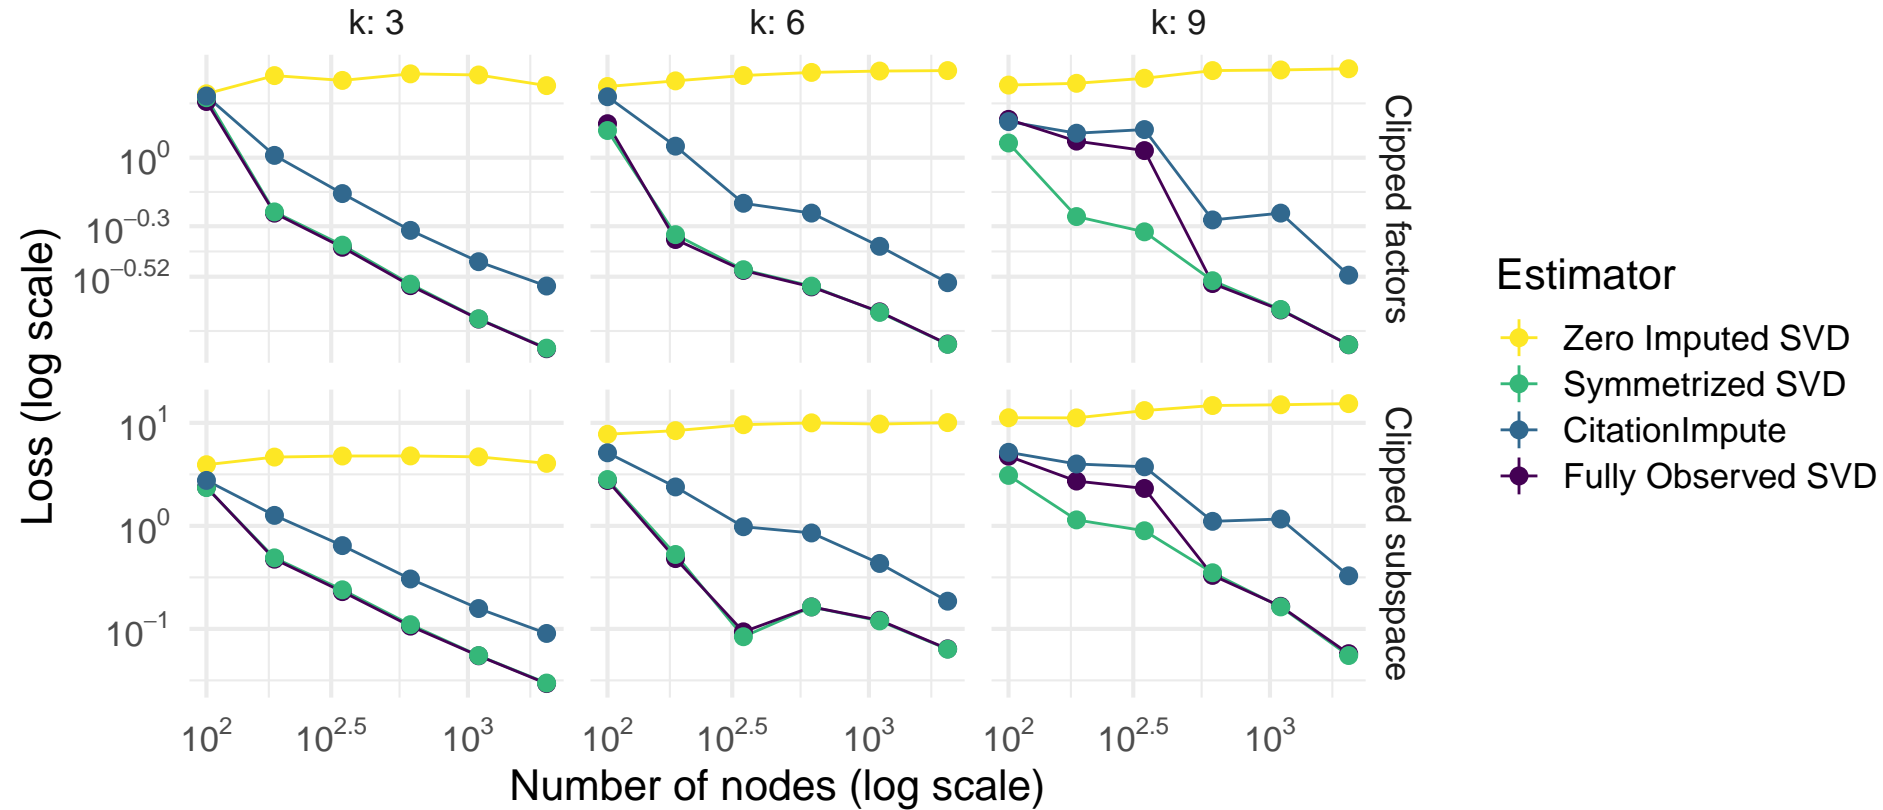 k: 3
k: 6
k: 9
10^0
10^−0.3
10^−0.52
Clipped factors
10^1
10^0
10^−1
Clipped subspace
Loss (log scale)
10^2 10^2.5 10^3
10^2 10^2.5 10^3
10^2 10^2.5 10^3
Number of nodes (log scale)
Estimator
Zero Imputed SVD
Symmetrized SVD
CitationImpute
Fully Observed SVD